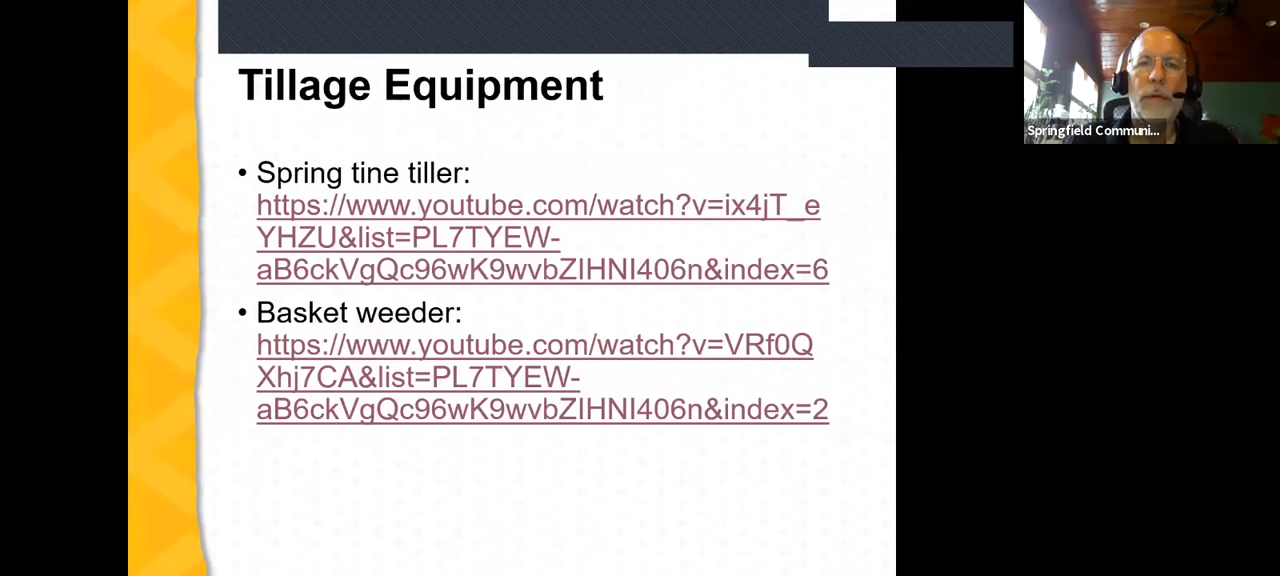 Tillage Equipment
• Spring tine tiller:
https://www.youtube.com/watch?v=ix4jT_e
YHZU&list=PL7TYEW-
aB6ckVgQc96wK9wvbZIHNI406n&index=6
• Basket weeder:
https://www.youtube.com/watch?v=VRf0Q
Xhj7CA&list=PL7TYEW-
aB6ckVgQc96wK9wvbZIHNI406n&index=2
Springfield Communi...